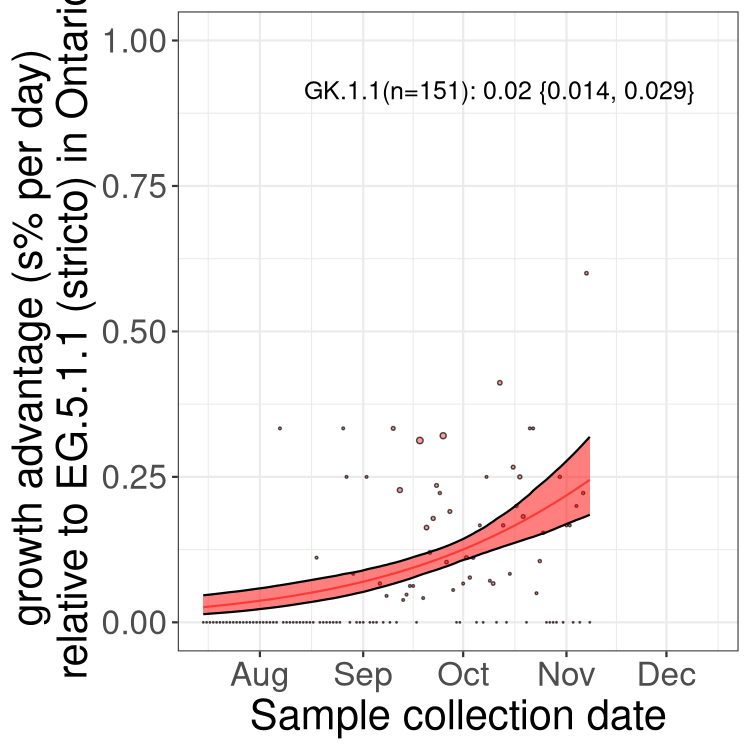 growth advantage (s% per day)
relative to EG.5.1.1 (stricto) in Ontario
1.00
0.75
0.50
0.25
0.00
GK.1.1(n=151): 0.02 {0.014, 0.029}
Aug Sep Oct Nov Dec
Sample collection date